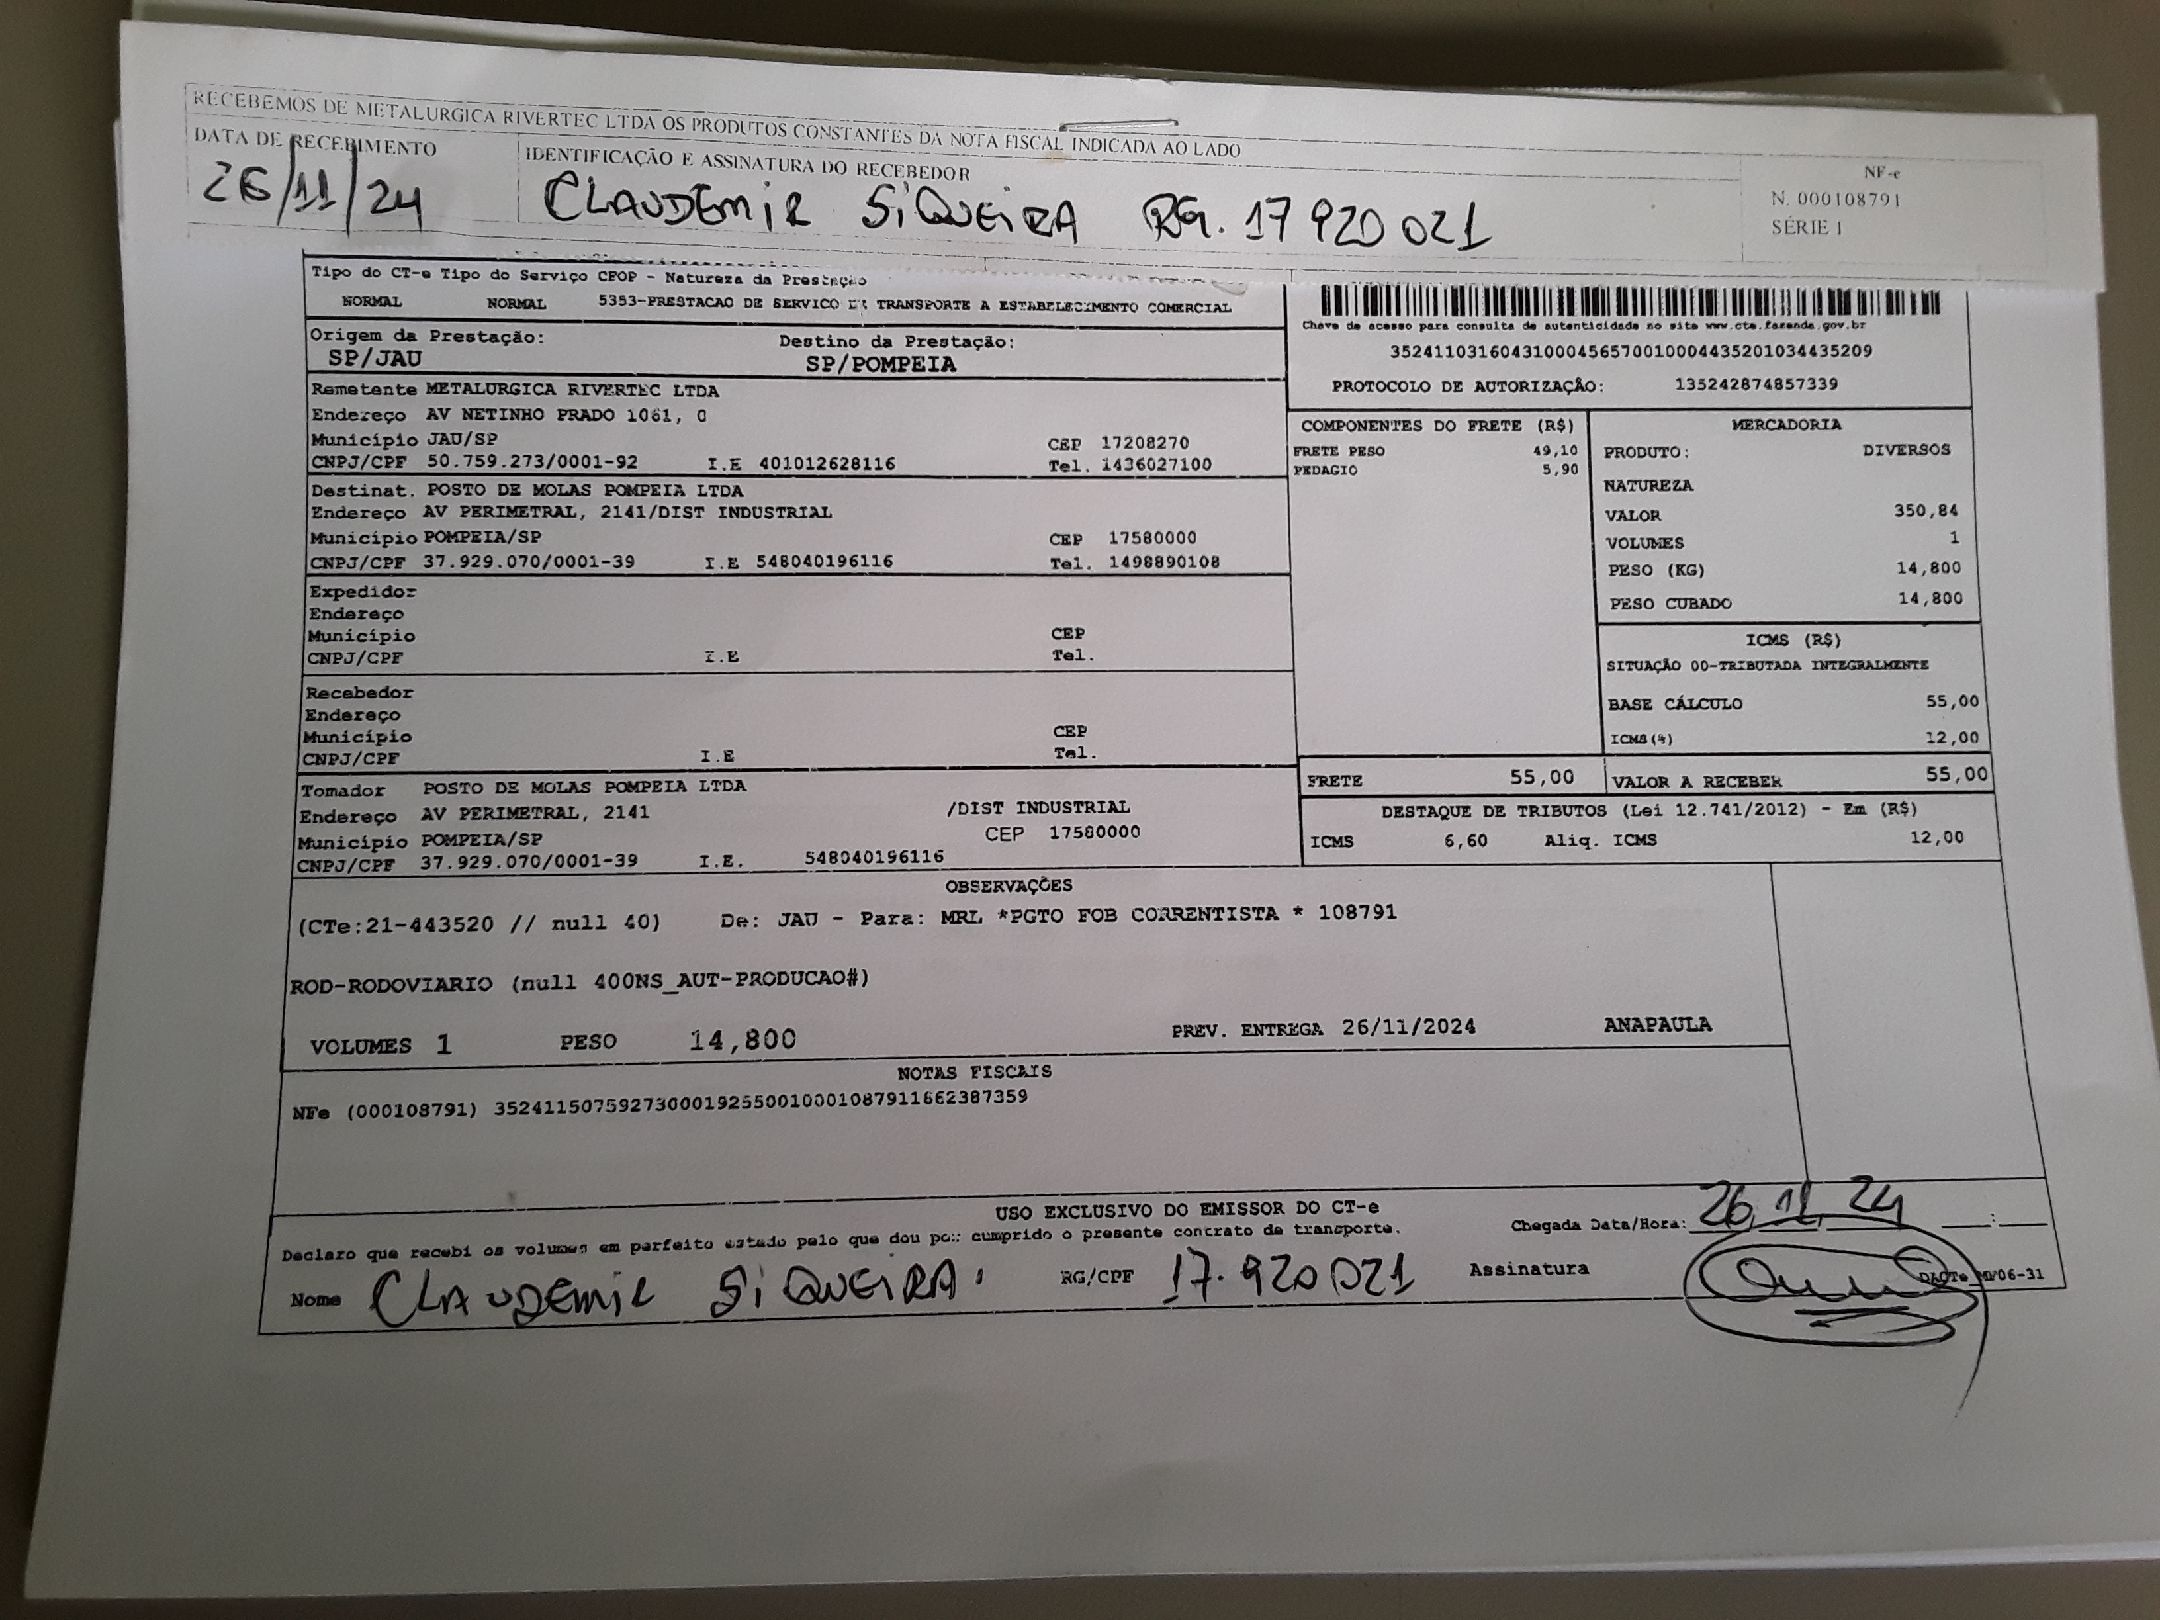 RECEBEMOS DE METALURGICA RIVERTEC LTDA OS PRODUTOS CONSTANTES DA NOTA FISCAL INDICADA AO LADO
DATA DE RECEBIMENTO
26/11/24
IDENTIFICAÇÃO E ASSINATURA DO RECEBEDOR
CLAUDEMIR SIQUEIRA RG. 17 920 021
NF-e
N. 000108791
SÉRIE 1
Tipo do CT-e Tipo do Serviço CFOP - Natureza da Prestação
NORMAL NORMAL 5353-PRESTACAO DE SERVICO DE TRANSPORTE A ESTABELECIMENTO COMERCIAL
Origem da Prestação: Destino da Prestação:
SP/JAU SP/POMPEIA
Chave de acesso para consulta de autenticidade no site www.cte.fazenda.gov.br
35241103160431000456570010004435201034435209
PROTOCOLO DE AUTORIZAÇÃO: 135242874857339
Remetente METALURGICA RIVERTEC LTDA
Endereço AV NETINHO PRADO 1061, 0
Município JAU/SP CEP 17208270
CNPJ/CPF 50.759.273/0001-92 I.E 401012628116 Tel. 1436027100
Destinat. POSTO DE MOLAS POMPEIA LTDA
Endereço AV PERIMETRAL, 2141/DIST INDUSTRIAL
Município POMPEIA/SP CEP 17580000
CNPJ/CPF 37.929.070/0001-39 I.E 548040196116 Tel. 1498890108
Expedidor
Endereço
Município CEP
CNPJ/CPF I.E Tel.
Recebedor
Endereço
Município CEP
CNPJ/CPF I.E Tel.
Tomador POSTO DE MOLAS POMPEIA LTDA
Endereço AV PERIMETRAL, 2141 /DIST INDUSTRIAL
Município POMPEIA/SP CEP 17580000
CNPJ/CPF 37.929.070/0001-39 I.E. 548040196116
COMPONENTES DO FRETE (R$)
FRETE PESO 49,10
PEDAGIO 5,90
MERCADORIA
PRODUTO: DIVERSOS
NATUREZA
VALOR 350,84
VOLUMES 1
PESO (KG) 14,800
PESO CUBADO 14,800
ICMS (R$)
SITUAÇÃO 00-TRIBUTADA INTEGRALMENTE
BASE CÁLCULO 55,00
ICMS(%) 12,00
FRETE 55,00 VALOR A RECEBER 55,00
DESTAQUE DE TRIBUTOS (Lei 12.741/2012) - Em (R$)
ICMS 6,60 Aliq. ICMS 12,00
OBSERVAÇÕES
(CTe:21-443520 // null 40) De: JAU - Para: MRL *PGTO FOB CORRENTISTA * 108791
ROD-RODOVIARIO (null 400NS_AUT-PRODUCAO#)
VOLUMES 1 PESO 14,800 PREV. ENTREGA 26/11/2024 ANAPAULA
NOTAS FISCAIS
NFe (000108791) 35241150759273000192550010001087911662387359
USO EXCLUSIVO DO EMISSOR DO CT-e
Declaro que recebi os volumes em perfeito estado pelo que dou por cumprido o presente contrato de transporte.
Chegada Data/Hora: 26 11 24 __:__
Nome CLAUDEMIR SIQUEIRA. RG/CPF 17.920 021 Assinatura